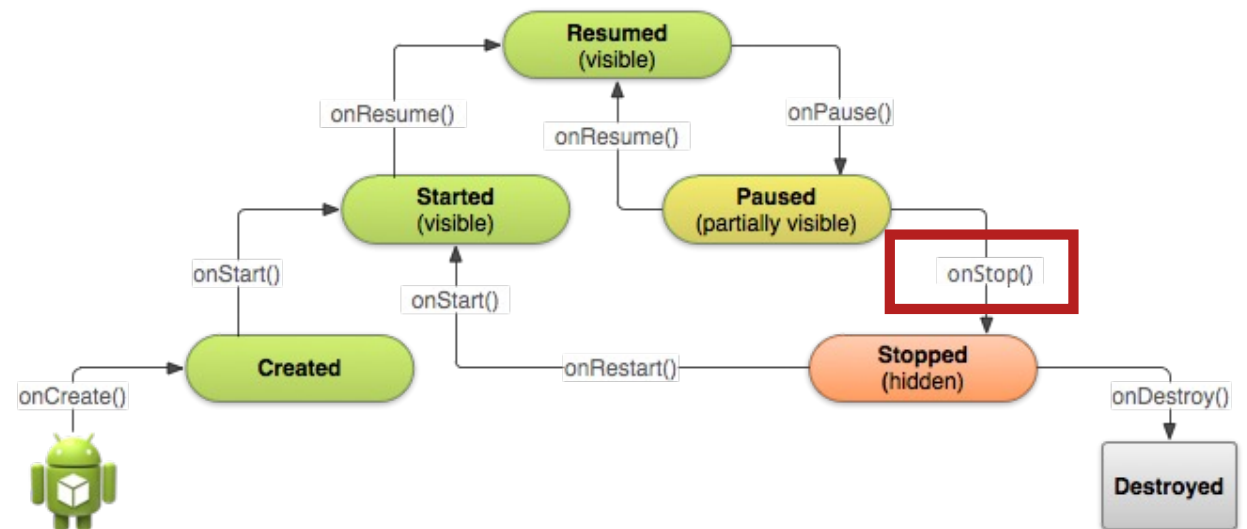 Resumed
(visible)
onResume()
onResume()
onPause()
Started
(visible)
Paused
(partially visible)
onStart()
onStart()
onStop()
Created
onRestart()
Stopped
(hidden)
onCreate()
onDestroy()
Destroyed